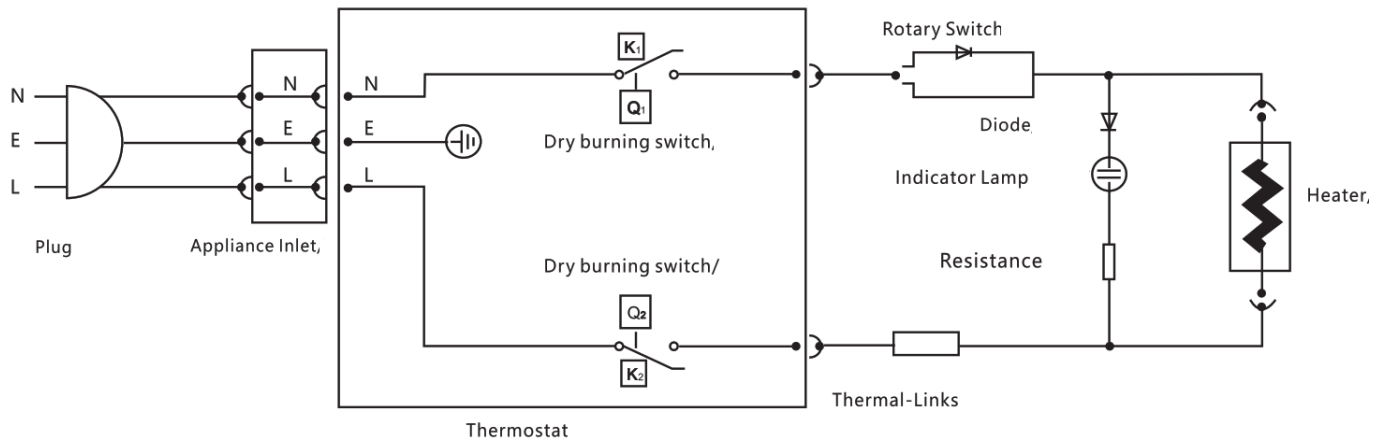 Rotary Switch
K1
N
N
N
Q1
E
E
E
Dry burning switch,
Diode
L
L
L
Indicator Lamp
Heater,
Plug
Appliance Inlet,
Dry burning switch/
Resistance
Q2
K2
Thermal-Links
Thermostat